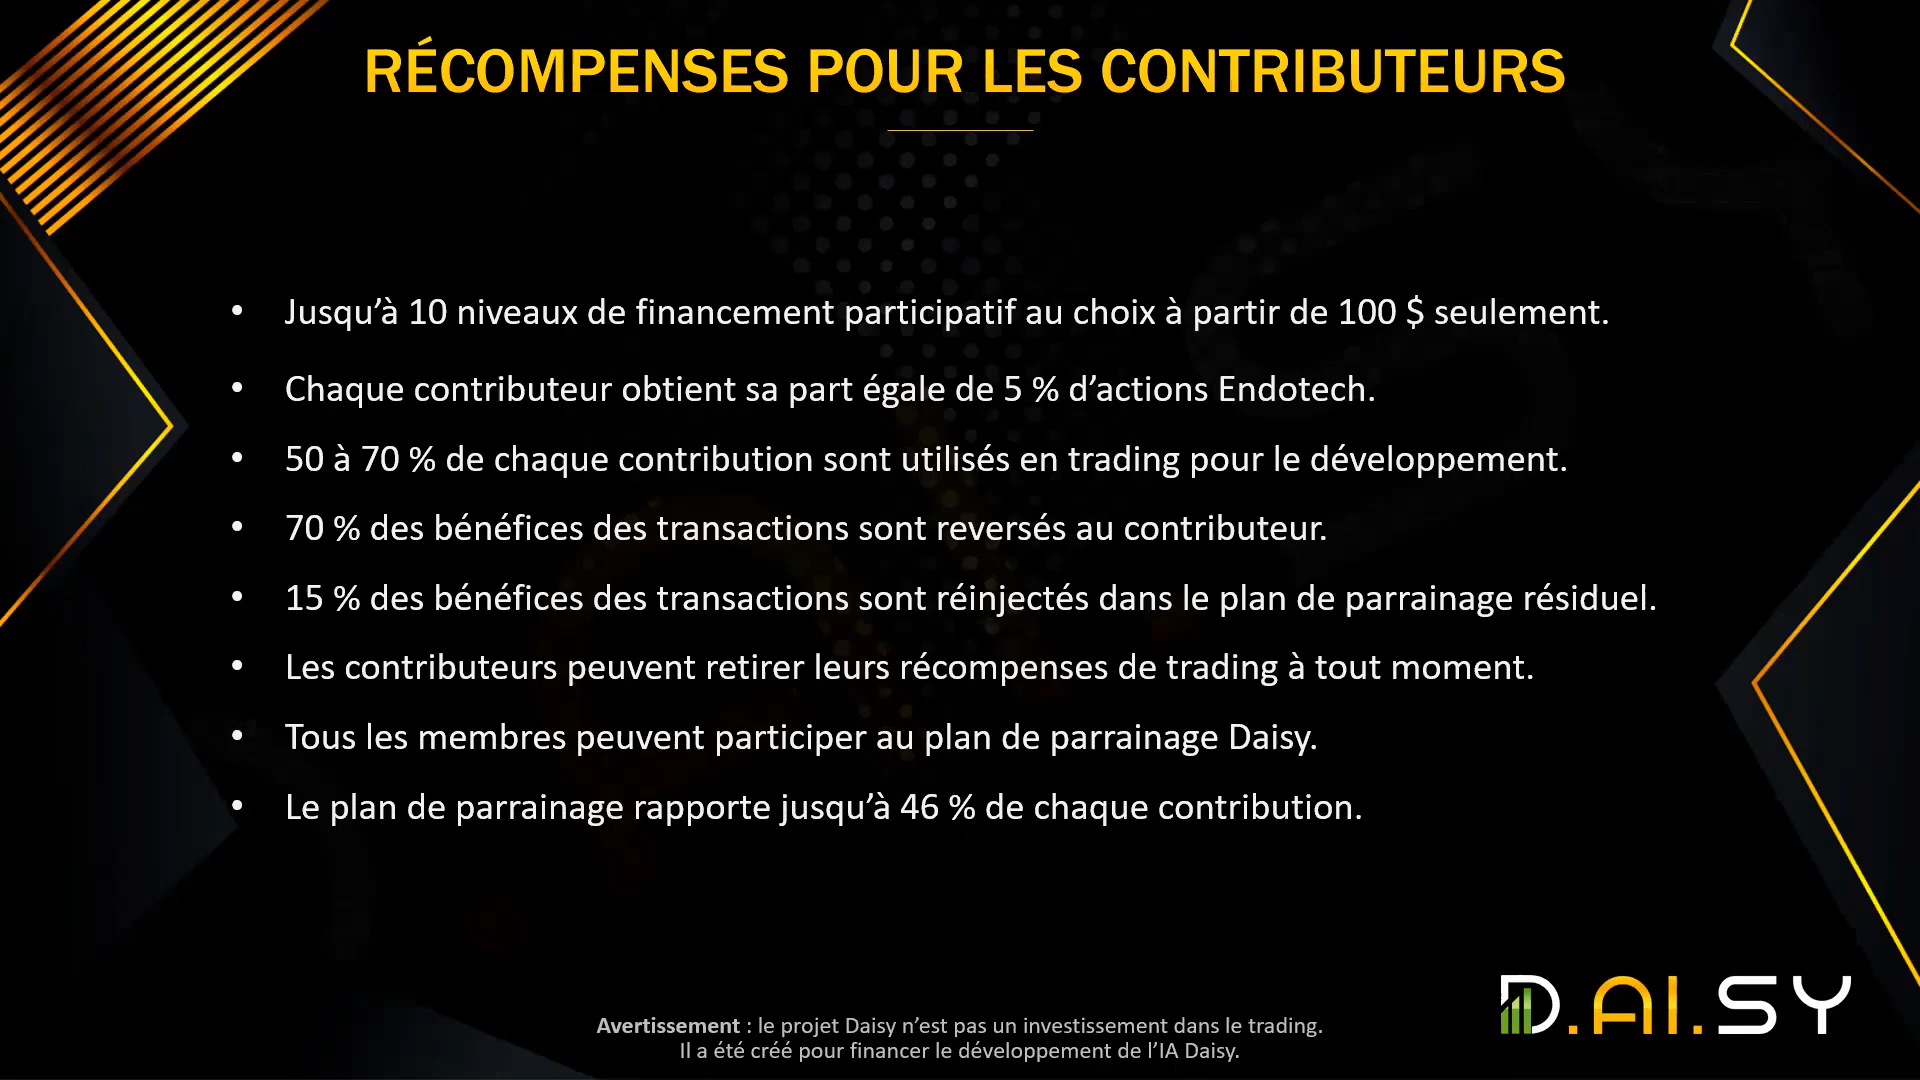 RÉCOMPENSES POUR LES CONTRIBUTEURS
• Jusqu’à 10 niveaux de financement participatif au choix à partir de 100 $ seulement.
• Chaque contributeur obtient sa part égale de 5 % d’actions Endotech.
• 50 à 70 % de chaque contribution sont utilisés en trading pour le développement.
• 70 % des bénéfices des transactions sont reversés au contributeur.
• 15 % des bénéfices des transactions sont réinjectés dans le plan de parrainage résiduel.
• Les contributeurs peuvent retirer leurs récompenses de trading à tout moment.
• Tous les membres peuvent participer au plan de parrainage Daisy.
• Le plan de parrainage rapporte jusqu’à 46 % de chaque contribution.
D.AI.SY
Avertissement : le projet Daisy n’est pas un investissement dans le trading.
Il a été créé pour financer le développement de l’IA Daisy.